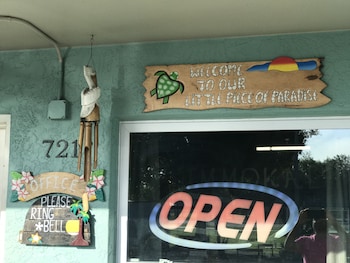 WELCOME
TO OUR
LITTLE PIECE OF PARADISE
721
OFFICE
PLEASE
RING
BELL
OPEN